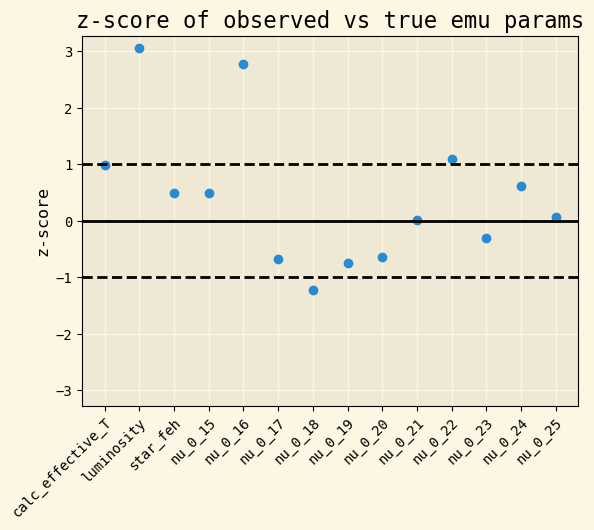 z-score of observed vs true emu params
z-score
3
2
1
0
−1
−2
−3
calc_effective_T
luminosity
star_feh
nu_0_15
nu_0_16
nu_0_17
nu_0_18
nu_0_19
nu_0_20
nu_0_21
nu_0_22
nu_0_23
nu_0_24
nu_0_25